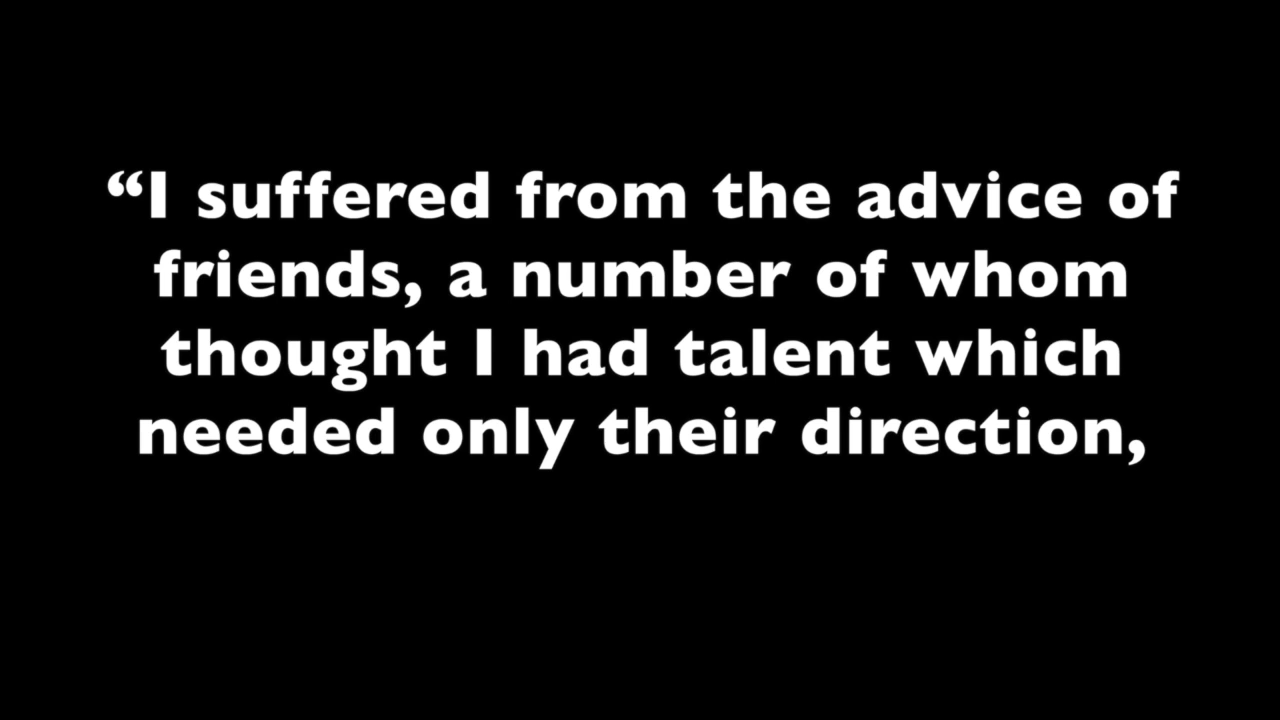 “I suffered from the advice of
friends, a number of whom
thought I had talent which
needed only their direction,